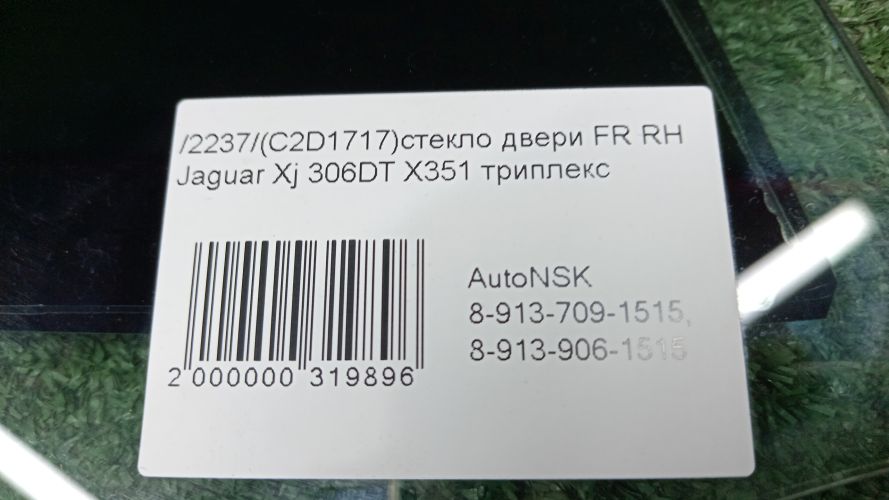 /2237/(C2D1717)стекло двери FR RH
Jaguar Xj 306DT X351 триплекс
AutoNSK
8-913-709-1515,
8-913-906-1515
2 000000 319896